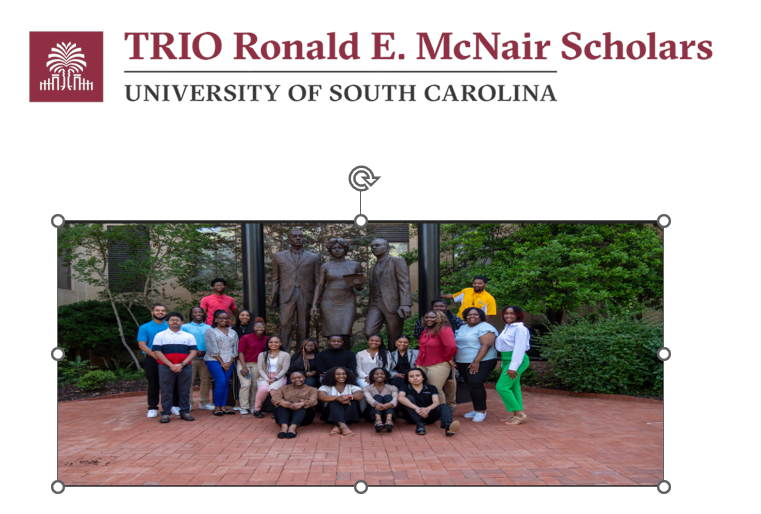 TRIO Ronald E. McNair Scholars
UNIVERSITY OF SOUTH CAROLINA